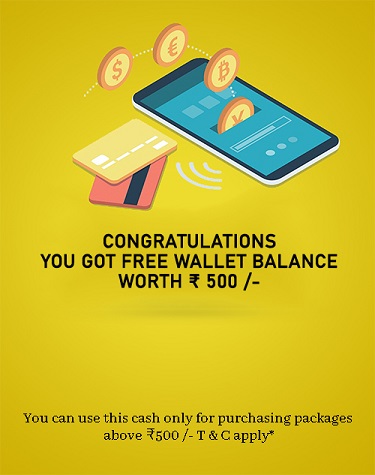 CONGRATULATIONS
YOU GOT FREE WALLET BALANCE
WORTH ₹ 500 /-
You can use this cash only for purchasing packages
above ₹500 /- T & C apply*